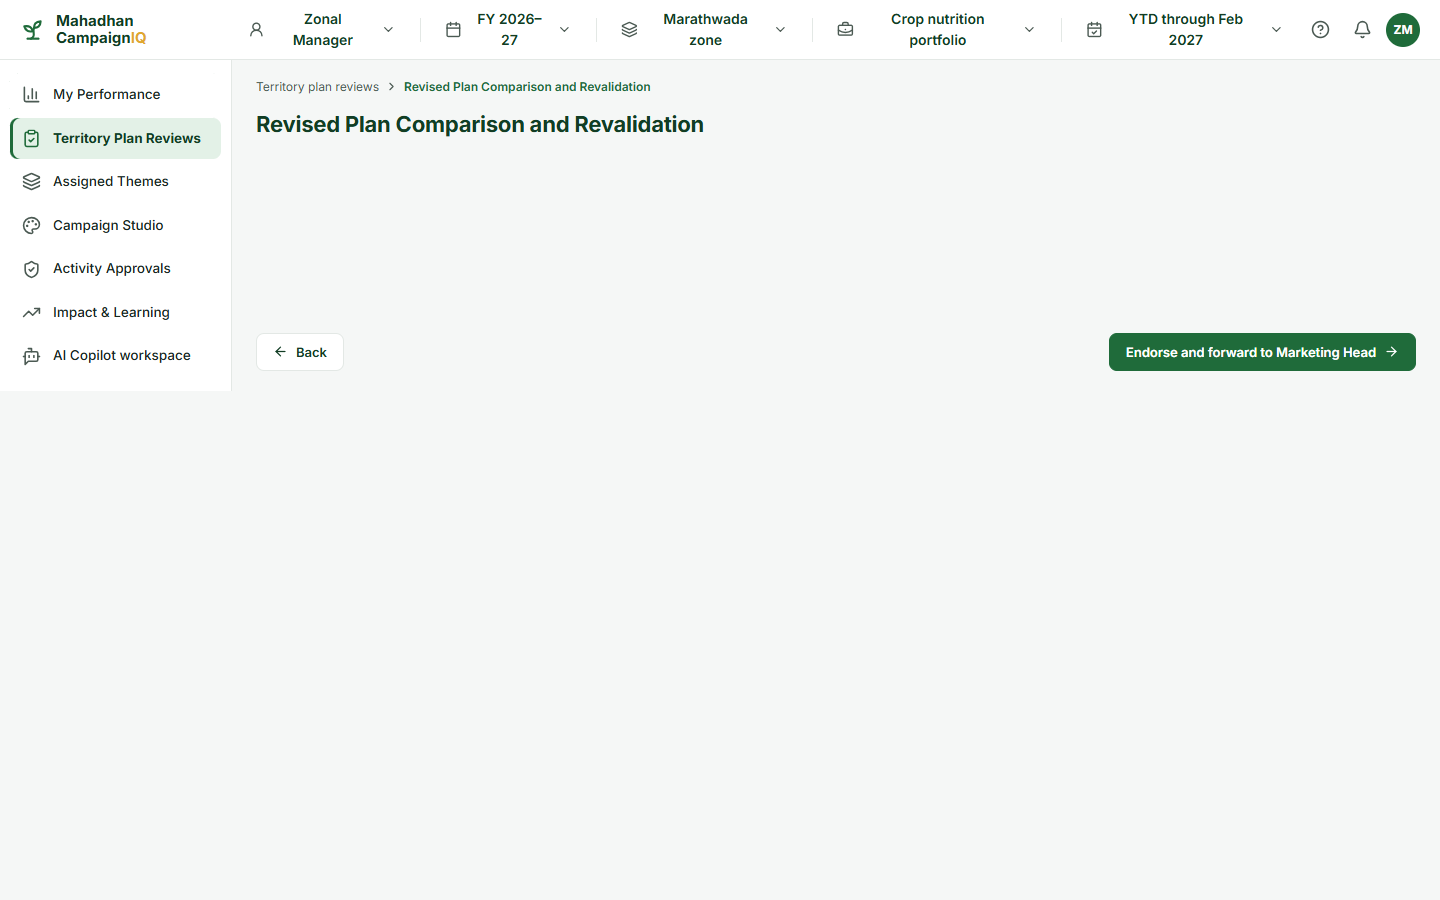 Mahadhan
CampaignIQ
Zonal
Manager
FY 2026–
27
Marathwada
zone
Crop nutrition
portfolio
YTD through Feb
2027
ZM
My Performance
Territory Plan Reviews
Assigned Themes
Campaign Studio
Activity Approvals
Impact & Learning
AI Copilot workspace
Territory plan reviews
Revised Plan Comparison and Revalidation
Revised Plan Comparison and Revalidation
Back
Endorse and forward to Marketing Head